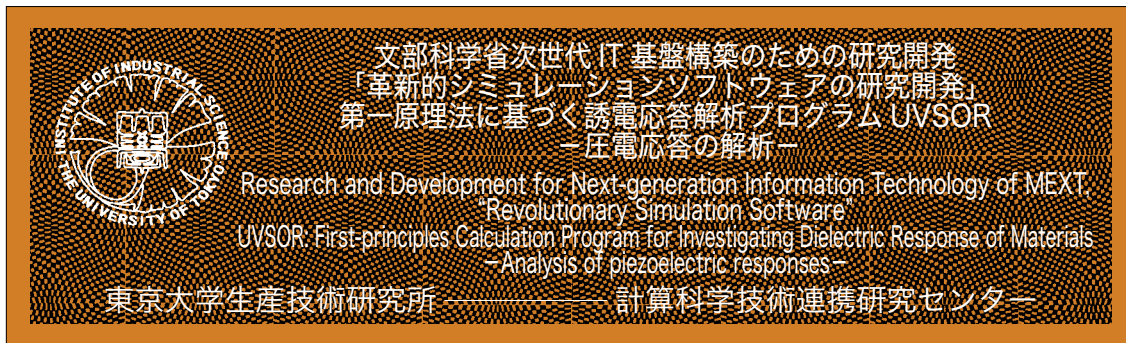 INSTITUTE OF INDUSTRIAL SCIENCE
THE UNIVERSITY OF TOKYO
文部科学省次世代IT基盤構築のための研究開発
「革新的シミュレーションソフトウェアの研究開発」
第一原理法に基づく誘電応答解析プログラム UVSOR
−圧電応答の解析−
Research and Development for Next-generation Information Technology of MEXT,
“Revolutionary Simulation Software”
UVSOR: First-principles Calculation Program for Investigating Dielectric Response of Materials
−Analysis of piezoelectric responses−
東京大学生産技術研究所 ――――― 計算科学技術連携研究センター